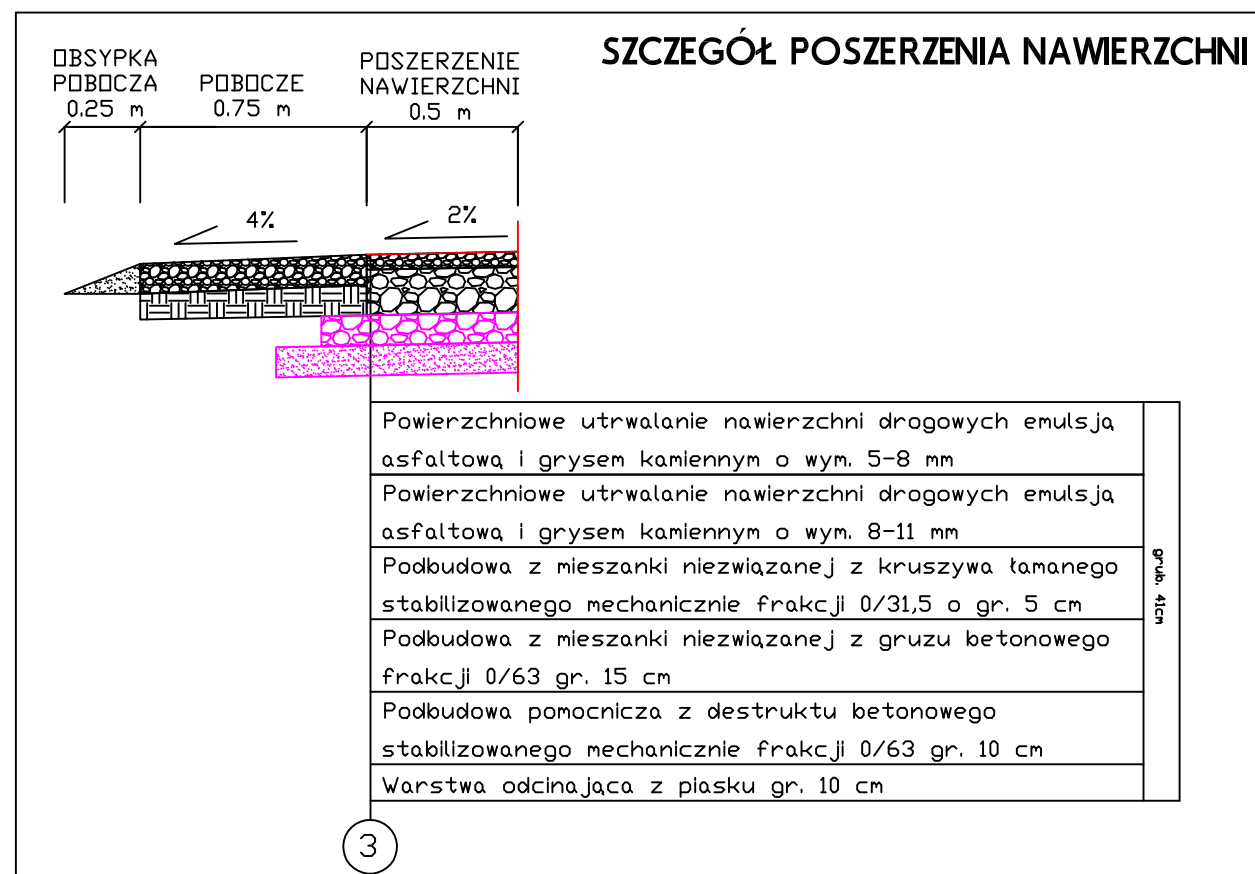 SZCZEGÓŁ POSZERZENIA NAWIERZCHNI
OBSYPKA
POBOCZA
0.25 m
POBOCZE
0.75 m
POSZERZENIE
NAWIERZCHNI
0.5 m
4%
2%
Powierzchniowe utrwalanie nawierzchni drogowych emulsją
asfaltową i grysem kamiennym o wym. 5-8 mm
Powierzchniowe utrwalanie nawierzchni drogowych emulsją
asfaltową i grysem kamiennym o wym. 8-11 mm
Podbudowa z mieszanki niezwiązanej z kruszywa łamanego
stabilizowanego mechanicznie frakcji 0/31,5 o gr. 5 cm
Podbudowa z mieszanki niezwiązanej z gruzu betonowego
frakcji 0/63 gr. 15 cm
Podbudowa pomocnicza z destruktu betonowego
stabilizowanego mechanicznie frakcji 0/63 gr. 10 cm
Warstwa odcinająca z piasku gr. 10 cm
grub. 41cm
3